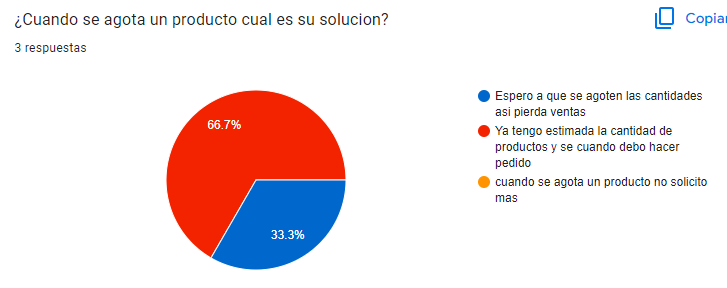 ¿Cuando se agota un producto cual es su solucion?
Copiar
3 respuestas
66.7%
33.3%
Espero a que se agoten las cantidades
asi pierda ventas
Ya tengo estimada la cantidad de
productos y se cuando debo hacer
pedido
cuando se agota un producto no solicito
mas